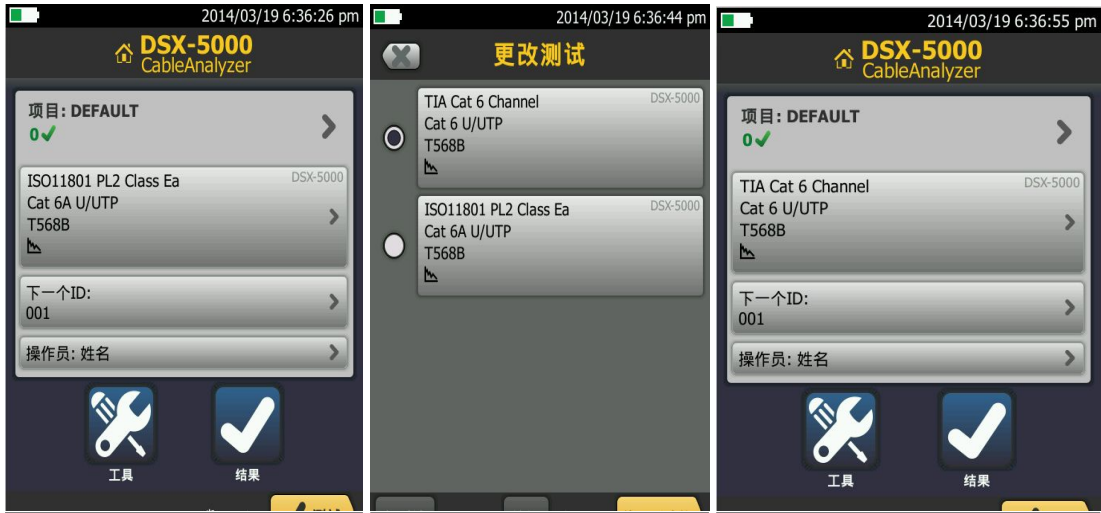 2014/03/19 6:36:26 pm
DSX-5000
CableAnalyzer
项目: DEFAULT
0
ISO11801 PL2 Class Ea
DSX-5000
Cat 6A U/UTP
T568B
下一个ID:
001
操作员: 姓名
工具
结果
2014/03/19 6:36:44 pm
更改测试
TIA Cat 6 Channel
DSX-5000
Cat 6 U/UTP
T568B
ISO11801 PL2 Class Ea
DSX-5000
Cat 6A U/UTP
T568B
2014/03/19 6:36:55 pm
DSX-5000
CableAnalyzer
项目: DEFAULT
0
TIA Cat 6 Channel
DSX-5000
Cat 6 U/UTP
T568B
下一个ID:
001
操作员: 姓名
工具
结果